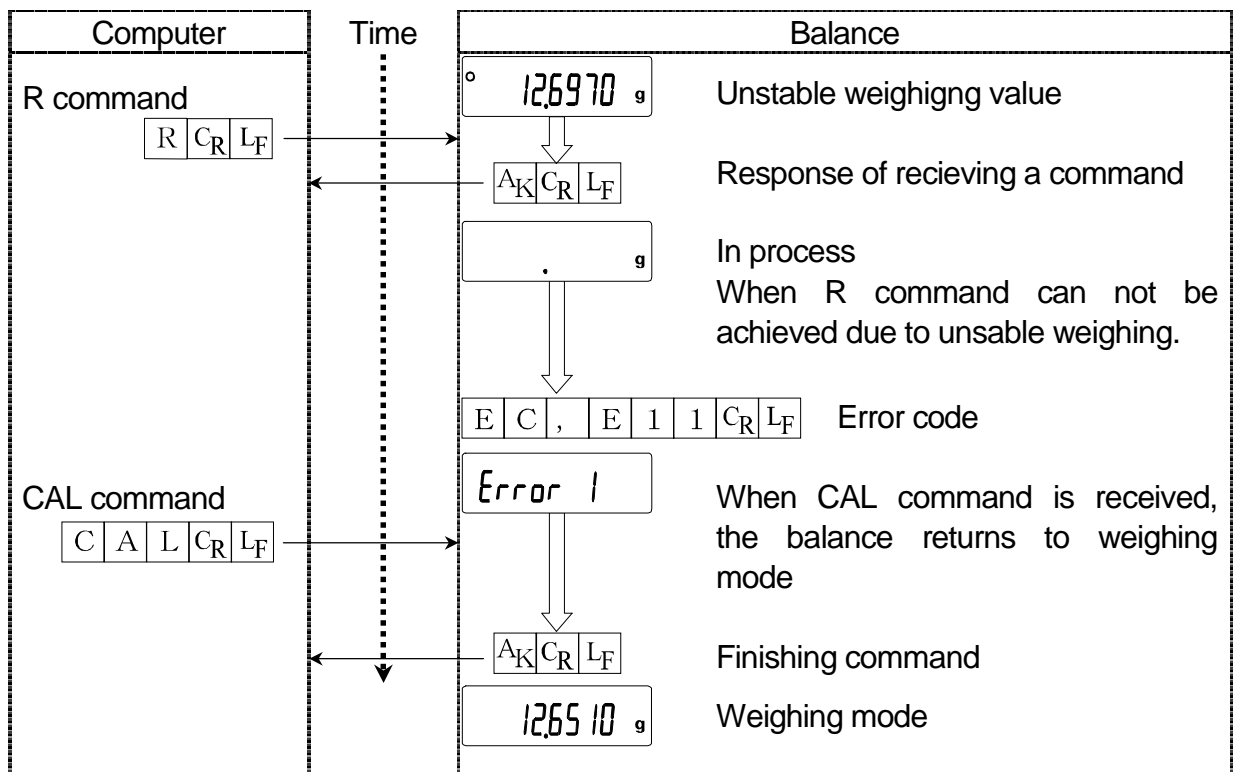 Computer Time Balance
R command
12.6970 g Unstable weighigng value
R CR LF
AK CR LF Response of recieving a command
. g In process
When R command can not be
achieved due to unsable weighing.
E C , E 1 1 CR LF Error code
CAL command
Error 1 When CAL command is received,
C A L CR LF the balance returns to weighing
mode
AK CR LF Finishing command
12.6510 g Weighing mode